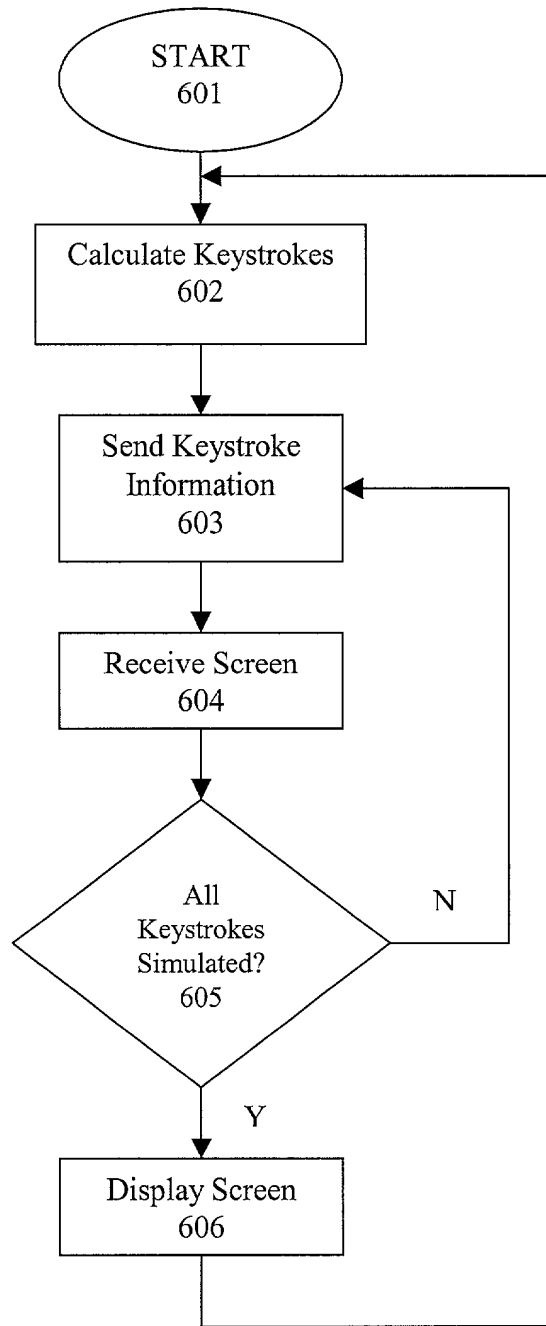 START
601
Calculate Keystrokes
602
Send Keystroke
Information
603
Receive Screen
604
All
Keystrokes
Simulated?
605
N
Y
Display Screen
606